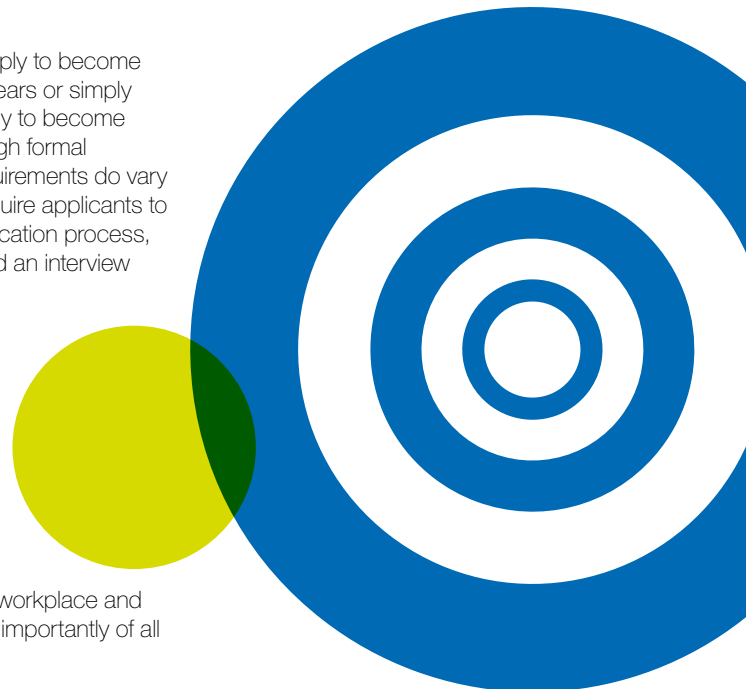 ply to become
ears or simply
y to become
gh formal
uirements do vary
uire applicants to
cation process,
d an interview
workplace and
importantly of all